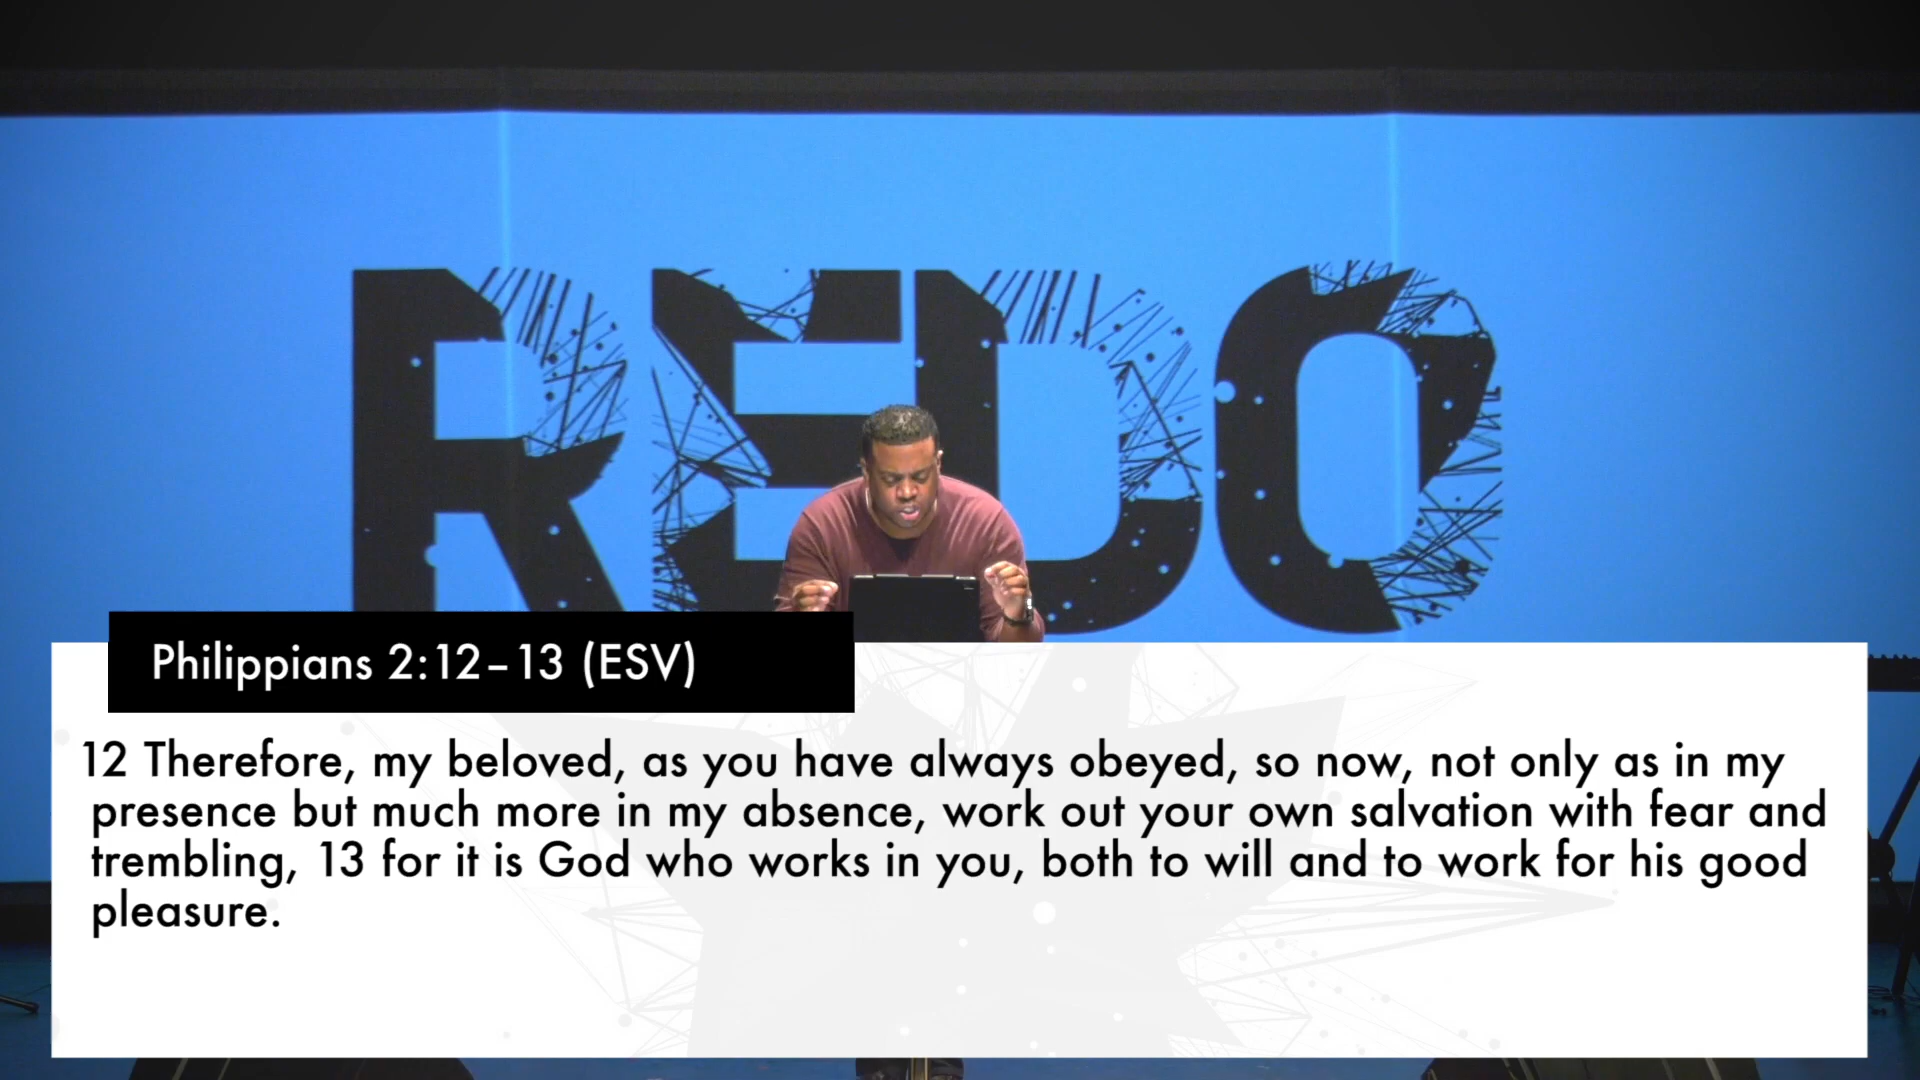 REDO
Philippians 2:12–13 (ESV)
12 Therefore, my beloved, as you have always obeyed, so now, not only as in my
presence but much more in my absence, work out your own salvation with fear and
trembling, 13 for it is God who works in you, both to will and to work for his good
pleasure.